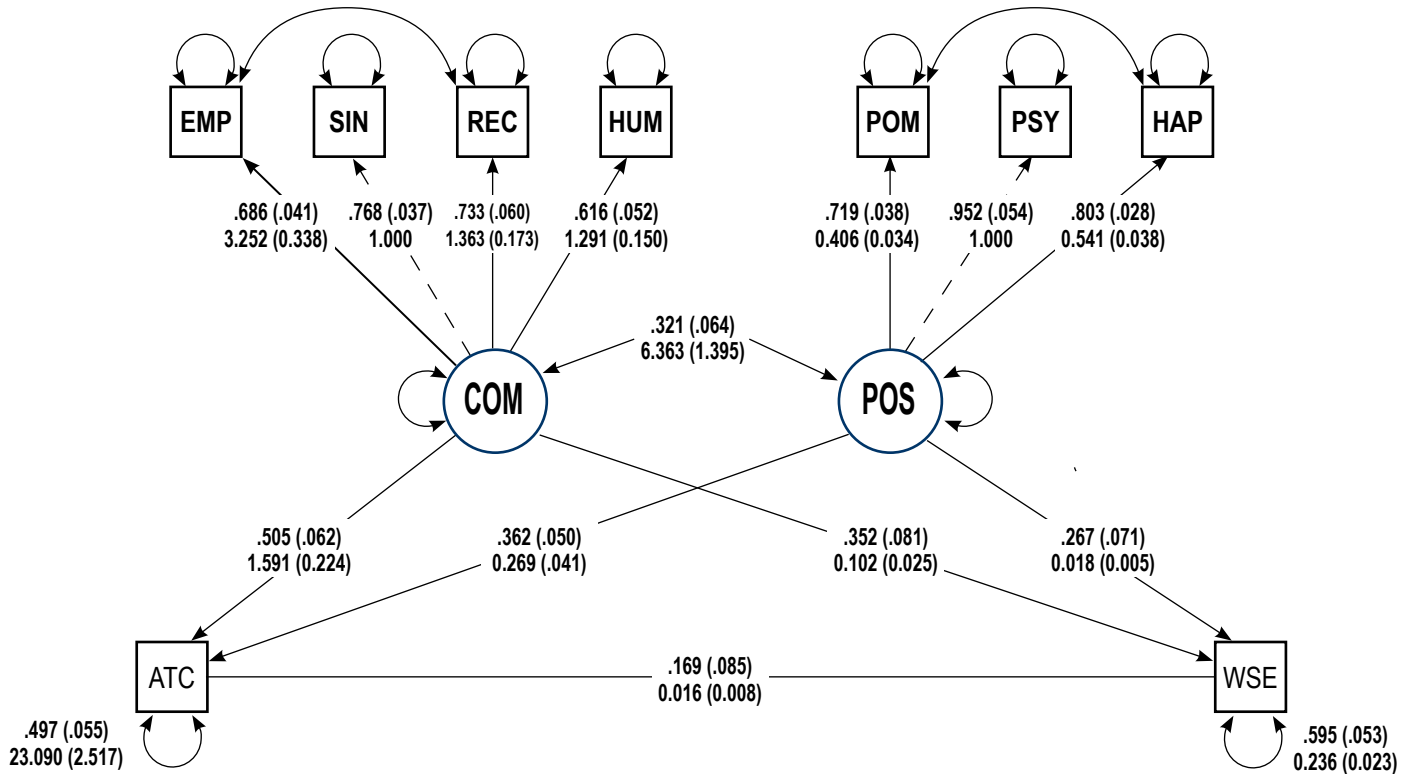 EMP SIN REC HUM POM PSY HAP
.686 (.041) .768 (.037) .733 (.060) .616 (.052) .719 (.038) .952 (.054) .803 (.028)
3.252 (0.338) 1.000 1.363 (0.173) 1.291 (0.150) 0.406 (0.034) 1.000 0.541 (0.038)
.321 (.064)
6.363 (1.395)
COM POS
.505 (.062) .362 (.050) .352 (.081) .267 (.071)
1.591 (0.224) 0.269 (.041) 0.102 (0.025) 0.018 (0.005)
.169 (.085)
0.016 (0.008)
ATC WSE
.497 (.055) .595 (.053)
23.090 (2.517) 0.236 (0.023)